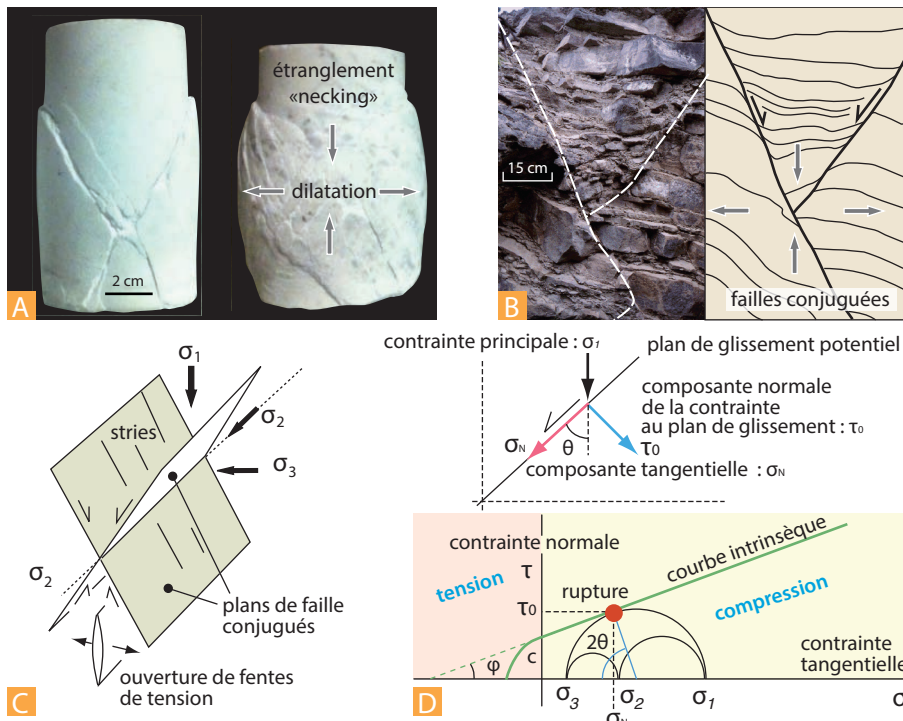 étranglement
«necking»
dilatation
2 cm
A
15 cm
failles conjuguées
B
σ1
σ2
σ3
stries
σ2
plans de faille
conjugués
ouverture de fentes
de tension
C
contrainte principale : σ1
plan de glissement potentiel
composante normale
de la contrainte
au plan de glissement : τ0
σN
θ
τ0
composante tangentielle : σN
contrainte normale
τ
tension
τ0
rupture
courbe intrinsèque
compression
2θ
φ
c
contrainte
tangentielle
σ3
σ2
σ1
σ
σN
D